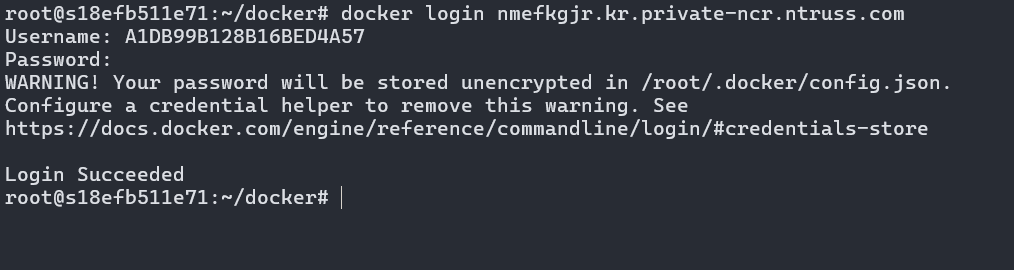 root@s18efb511e71:~/docker# docker login nmefkgjr.kr.private-ncr.ntruss.com
Username: A1DB99B128B16BED4A57
Password:
WARNING! Your password will be stored unencrypted in /root/.docker/config.json.
Configure a credential helper to remove this warning. See
https://docs.docker.com/engine/reference/commandline/login/#credentials-store

Login Succeeded
root@s18efb511e71:~/docker#